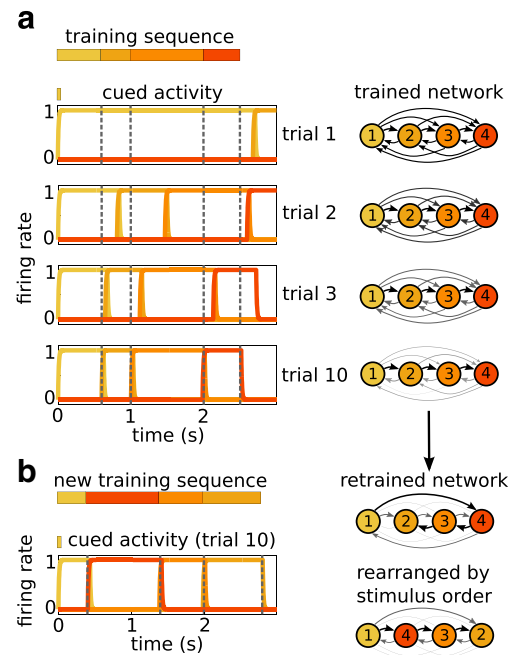 a
training sequence
cued activity
trained network
1
0
trial 1
1 2 3 4
1
0
trial 2
1 2 3 4
firing rate
1
0
trial 3
1 2 3 4
1
0
trial 10
1 2 3 4
0 1 2
time (s)
b
new training sequence
retrained network
1 2 3 4
cued activity (trial 10)
firing rate
1
0
0 1 2
time (s)
rearranged by
stimulus order
1 4 3 2